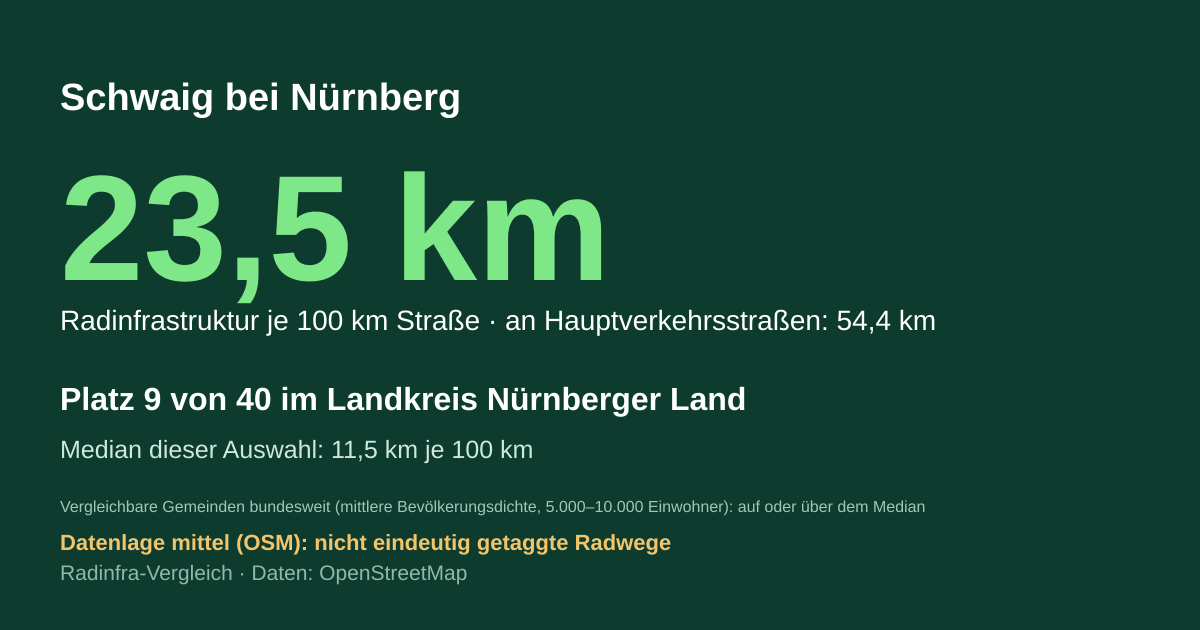 Schwaig bei Nürnberg
23,5 km
Radinfrastruktur je 100 km Straße · an Hauptverkehrsstraßen: 54,4 km
Platz 9 von 40 im Landkreis Nürnberger Land
Median dieser Auswahl: 11,5 km je 100 km
Vergleichbare Gemeinden bundesweit (mittlere Bevölkerungsdichte, 5.000–10.000 Einwohner): auf oder über dem Median
Datenlage mittel (OSM): nicht eindeutig getaggte Radwege
Radinfra-Vergleich · Daten: OpenStreetMap